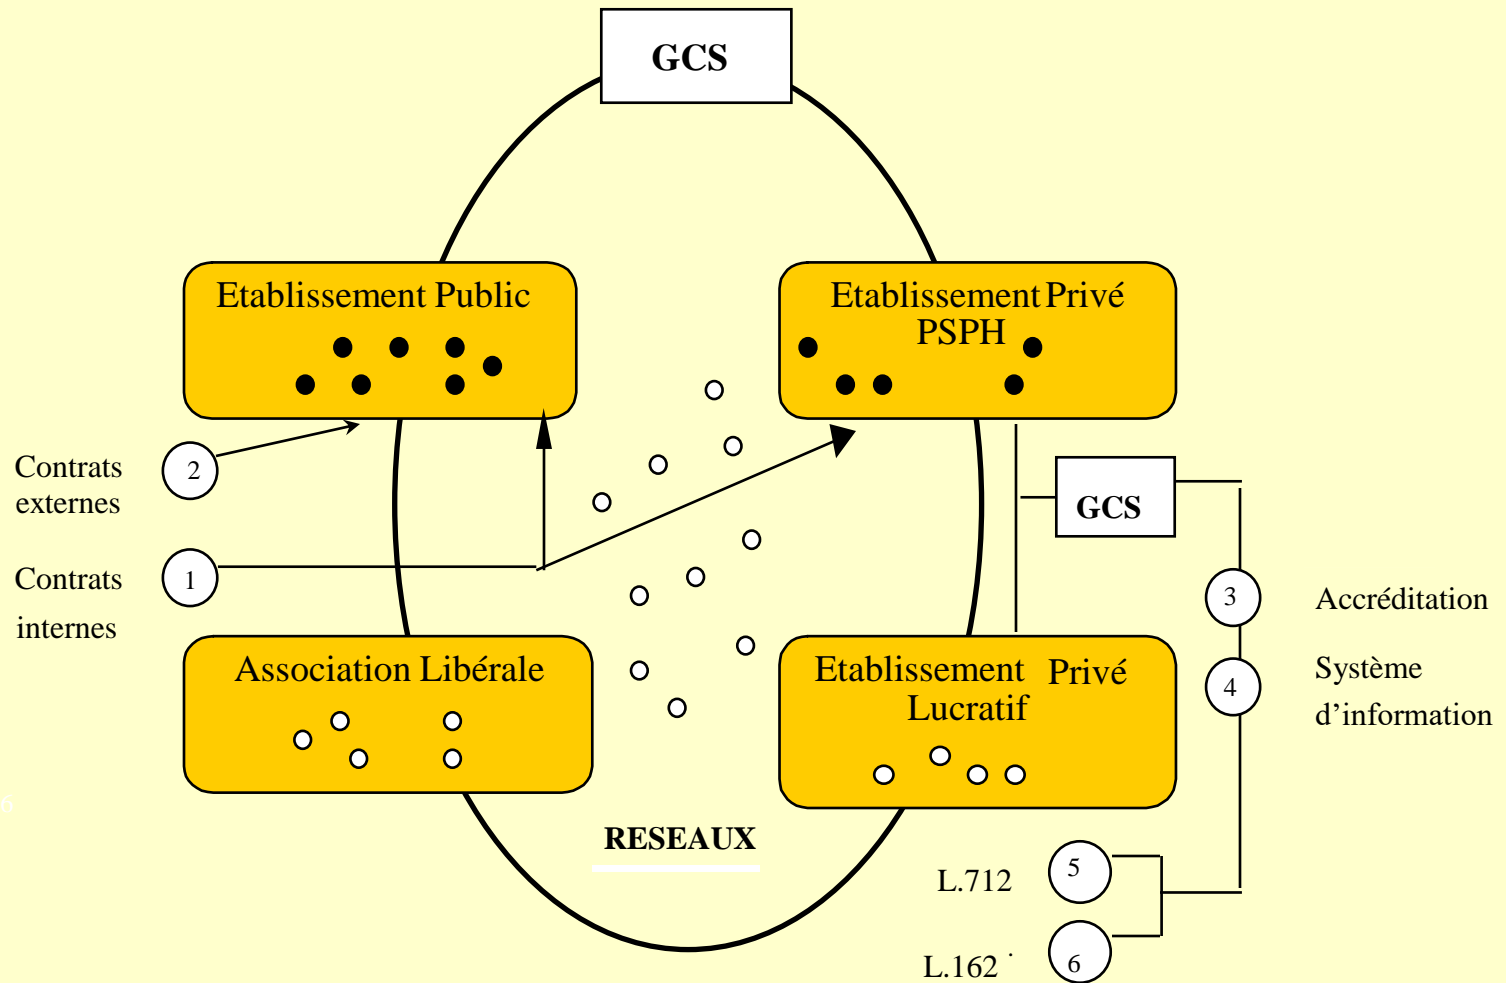 GCS
Etablissement Public
Etablissement Privé
PSPH
Contrats
externes
2
GCS
Contrats
internes
1
3
Accréditation
4
Système
d’information
Association Libérale
Etablissement Privé
Lucratif
6
RESEAUX
L.712
5
L.162
6